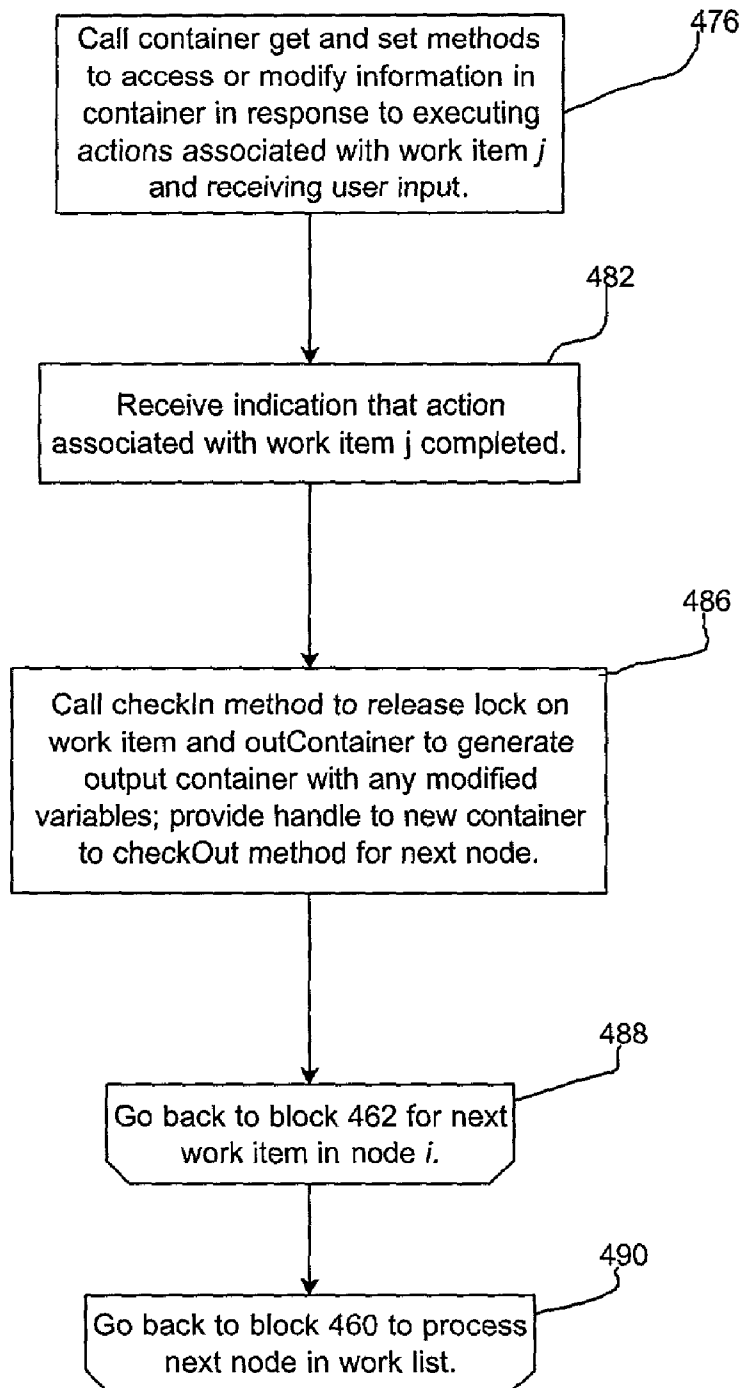 476
Call container get and set methods
to access or modify information in
container in response to executing
actions associated with work item j
and receiving user input.
482
Receive indication that action
associated with work item j completed.
486
Call checkIn method to release lock on
work item and outContainer to generate
output container with any modified
variables; provide handle to new container
to checkOut method for next node.
488
Go back to block 462 for next
work item in node i.
490
Go back to block 460 to process
next node in work list.